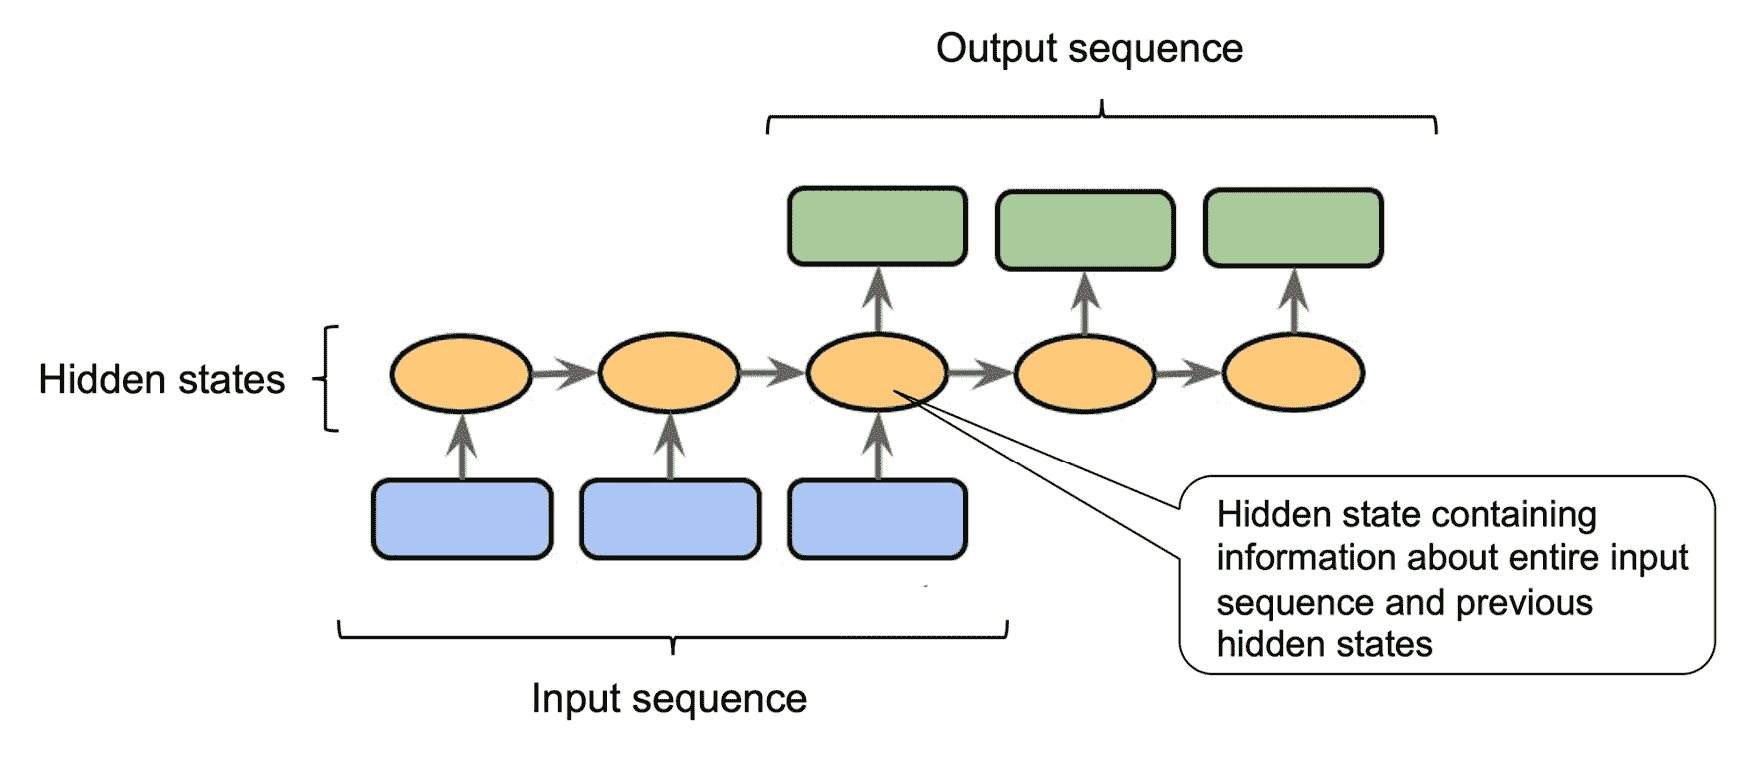 Output sequence
Hidden states
Hidden state containing
information about entire input
sequence and previous
hidden states
Input sequence